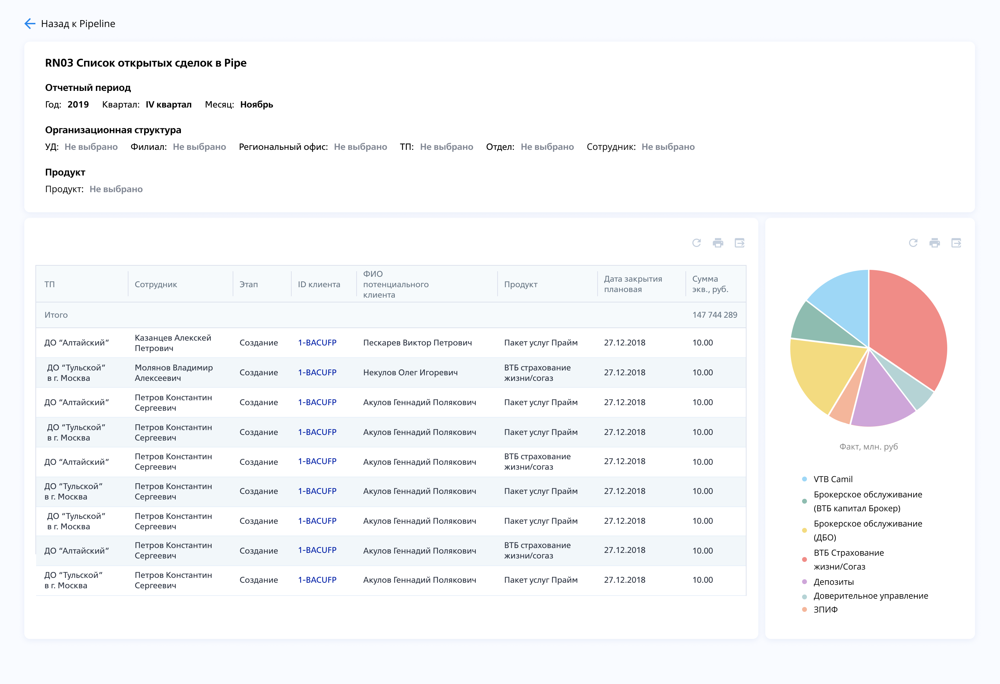 Назад к Pipeline
RN03 Список открытых сделок в Pipe
Отчетный период
Год: 2019 Квартал: IV квартал Месяц: Ноябрь
Организационная структура
УД: Не выбрано Филиал: Не выбрано Региональный офис: Не выбрано ТП: Не выбрано Отдел: Не выбрано Сотрудник: Не выбрано
Продукт
Продукт: Не выбрано
ТП
Сотрудник
Этап
ID клиента
ФИО
потенциального
клиента
Продукт
Дата закрытия
плановая
Сумма
экв., руб.
Итого
147 744 289
ДО “Алтайский”
Казанцев Алекскей
Петрович
Создание
1-BACUFP
Пескарев Виктор Петрович
Пакет услуг Прайм
27.12.2018
10.00
ДО “Тульской”
в г. Москва
Молянов Владимир
Алексеевич
Создание
1-BACUFP
Некулов Олег Игоревич
ВТБ страхование
жизни/согаз
27.12.2018
10.00
ДО “Алтайский”
Петров Константин
Сергеевич
Создание
1-BACUFP
Акулов Геннадий Полякович
Пакет услуг Прайм
27.12.2018
10.00
ДО “Тульской”
в г. Москва
Петров Константин
Сергеевич
Создание
1-BACUFP
Акулов Геннадий Полякович
Пакет услуг Прайм
27.12.2018
10.00
ДО “Алтайский”
Петров Константин
Сергеевич
Создание
1-BACUFP
Акулов Геннадий Полякович
ВТБ страхование
жизни/согаз
27.12.2018
10.00
ДО “Тульской”
в г. Москва
Петров Константин
Сергеевич
Создание
1-BACUFP
Акулов Геннадий Полякович
Пакет услуг Прайм
27.12.2018
10.00
ДО “Тульской”
в г. Москва
Петров Константин
Сергеевич
Создание
1-BACUFP
Акулов Геннадий Полякович
Пакет услуг Прайм
27.12.2018
10.00
ДО “Алтайский”
Петров Константин
Сергеевич
Создание
1-BACUFP
Акулов Геннадий Полякович
ВТБ страхование
жизни/согаз
27.12.2018
10.00
ДО “Тульской”
в г. Москва
Петров Константин
Сергеевич
Создание
1-BACUFP
Акулов Геннадий Полякович
Пакет услуг Прайм
27.12.2018
10.00
Факт, млн. руб
VTB Camil
Брокерское обслуживание
(ВТБ капитал Брокер)
Брокерское обслуживание
(ДБО)
ВТБ Страхование
жизни/Согаз
Депозиты
Доверительное управление
ЗПИФ